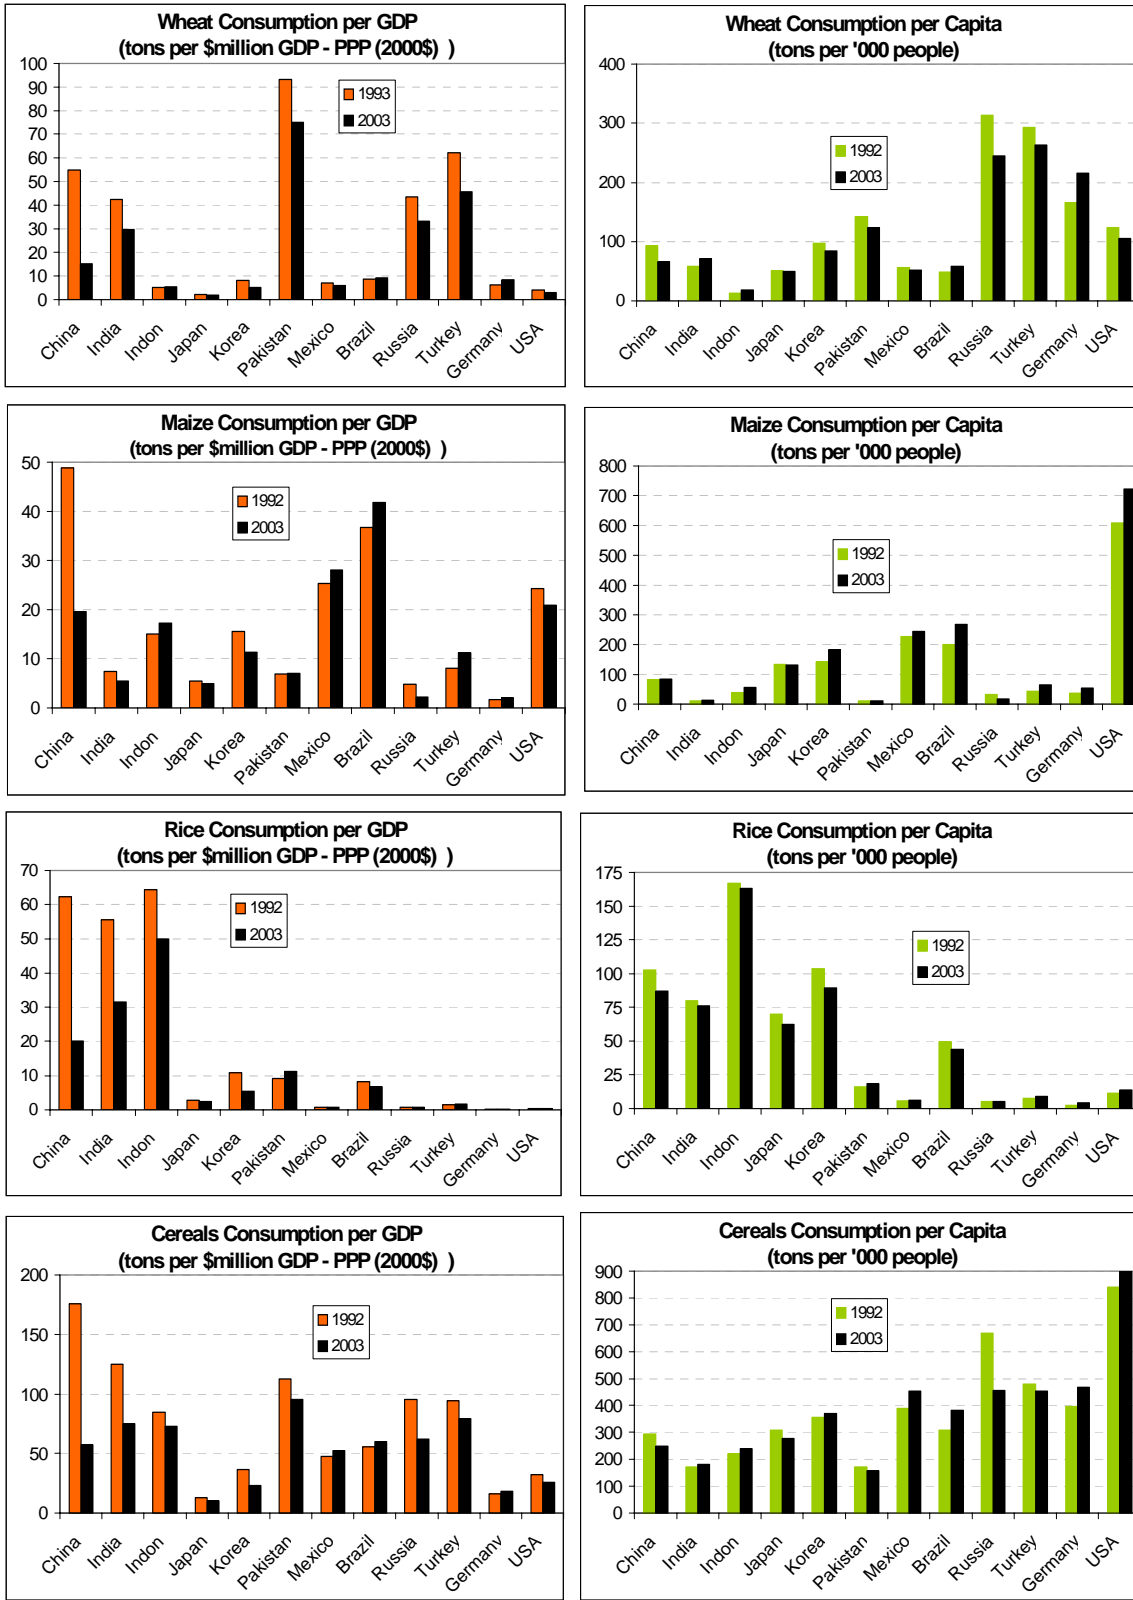 Wheat Consumption per GDP
(tons per $million GDP - PPP (2000$) )
100
90
80
70
60
50
40
30
20
10
0
1993
2003
China
India
Indon
Japan
Korea
Pakistan
Mexico
Brazil
Russia
Turkey
Germany
USA
Wheat Consumption per Capita
(tons per '000 people)
400
300
200
100
0
1992
2003
China
India
Indon
Japan
Korea
Pakistan
Mexico
Brazil
Russia
Turkey
Germany
USA
Maize Consumption per GDP
(tons per $million GDP - PPP (2000$) )
50
40
30
20
10
0
1992
2003
China
India
Indon
Japan
Korea
Pakistan
Mexico
Brazil
Russia
Turkey
Germany
USA
Maize Consumption per Capita
(tons per '000 people)
800
700
600
500
400
300
200
100
0
1992
2003
China
India
Indon
Japan
Korea
Pakistan
Mexico
Brazil
Russia
Turkey
Germany
USA
Rice Consumption per GDP
(tons per $million GDP - PPP (2000$) )
70
60
50
40
30
20
10
0
1992
2003
China
India
Indon
Japan
Korea
Pakistan
Mexico
Brazil
Russia
Turkey
Germany
USA
Rice Consumption per Capita
(tons per '000 people)
175
150
125
100
75
50
25
0
1992
2003
China
India
Indon
Japan
Korea
Pakistan
Mexico
Brazil
Russia
Turkey
Germany
USA
Cereals Consumption per GDP
(tons per $million GDP - PPP (2000$) )
200
150
100
50
0
1992
2003
China
India
Indon
Japan
Korea
Pakistan
Mexico
Brazil
Russia
Turkey
Germany
USA
Cereals Consumption per Capita
(tons per '000 people)
900
800
700
600
500
400
300
200
100
0
1992
2003
China
India
Indon
Japan
Korea
Pakistan
Mexico
Brazil
Russia
Turkey
Germany
USA